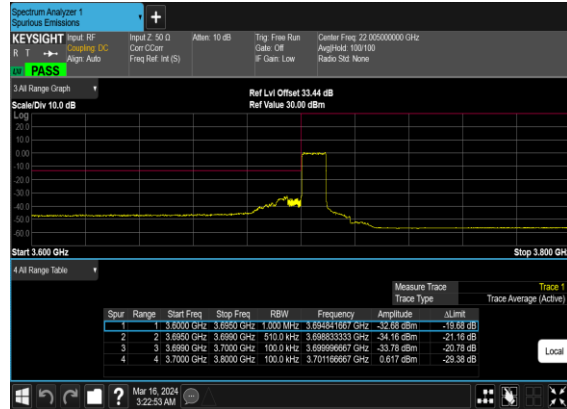 Spectrum Analyzer 1
Spurious Emissions
KEYSIGHT Input: RF Input Z: 50 Ω Atten: 10 dB Trig: Free Run Center Freq: 22.005000000 GHz
R T Coupling: DC Corr CCorr Gate: Off Avg|Hold: 100/100
Align: Auto Freq Ref: Int (S) IF Gain: Low Radio Std: None
PASS
3 All Range Graph
Ref Lvl Offset 33.44 dB
Scale/Div 10.0 dB Ref Value 30.00 dBm
Log
20.0
10.0
0.00
-10.0
-20.0
-30.0
-40.0
-50.0
-60.0
Start 3.600 GHz Stop 3.800 GH
4 All Range Table
Measure Trace Trace 1
Trace Type Trace Average (Active)
Spur Range Start Freq Stop Freq RBW Frequency Amplitude ΔLimit
1 1 3.6000 GHz 3.6950 GHz 1.000 MHz 3.694841667 GHz -32.68 dBm -19.68 dB
2 2 3.6950 GHz 3.6990 GHz 510.0 kHz 3.698833333 GHz -34.16 dBm -21.16 dB
3 3 3.6990 GHz 3.7000 GHz 100.0 kHz 3.699996667 GHz -33.78 dBm -20.78 dB
4 4 3.7000 GHz 3.8000 GHz 100.0 kHz 3.701166667 GHz 0.617 dBm -29.38 dB
Local
? Mar 16, 2024
3:22:53 AM